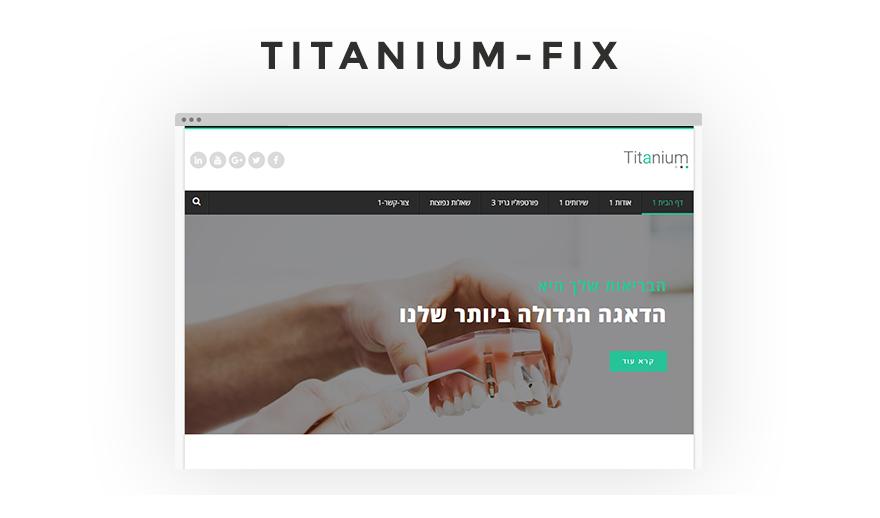 TITANIUM-FIX
Titanium
דף הבית 1
אודות 1
שירותים 1
פורטפוליו גריד 3
שאלות נפוצות
צור-קשר-1
הבריאות שלך היא
הדאגה הגדולה ביותר שלנו
קרא עוד